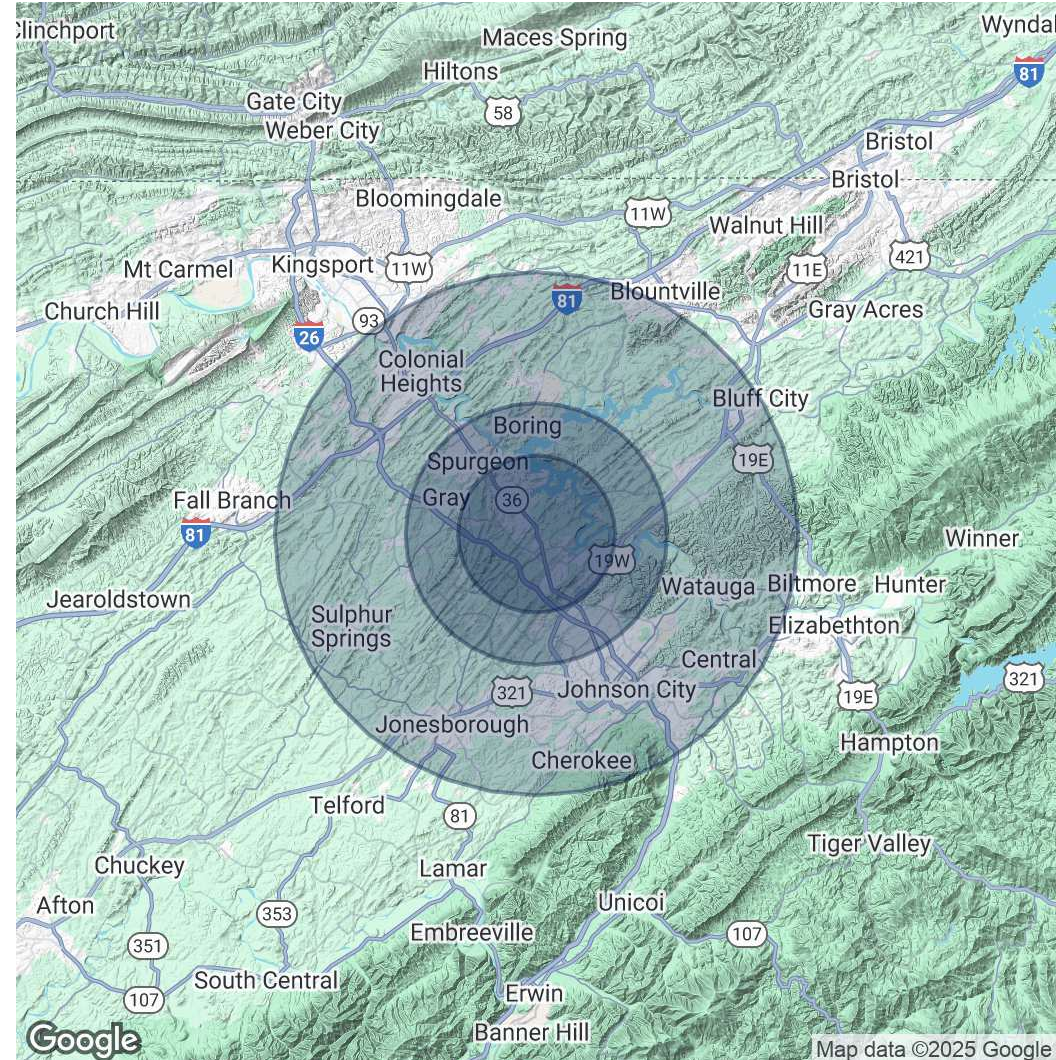 Clinchport
Maces Spring
Wyndal
Hiltons
81
Gate City
58
Weber City
Bristol
Bristol
Bloomingdale
11W
Walnut Hill
421
Mt Carmel
Kingsport
11W
11E
Church Hill
93
81
Blountville
Gray Acres
26
Colonial
Heights
Bluff City
Boring
Spurgeon
19E
Fall Branch
Gray
36
81
Winner
19W
Jearoldstown
Watauga
Biltmore
Hunter
Sulphur
Springs
Elizabethton
Central
321
Johnson City
321
19E
Jonesborough
Hampton
Cherokee
Telford
81
Tiger Valley
Chuckey
Lamar
Afton
353
Unicoi
351
Embreeville
107
South Central
107
Erwin
Banner Hill
Google
Map data ©2025 Google